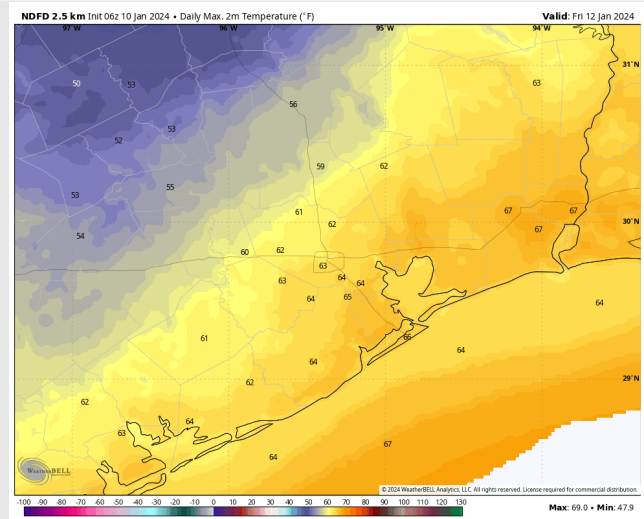 NDFD 2.5 km Init 06z 10 Jan 2024 • Daily Max. 2m Temperature (°F) Valid: Fri 12 Jan 2024
97°W 96°W 95°W 94°W
31°N
50 53 63
56
53
52
59 62
55
53
61 67 67
62 30°N
54 67
60 62
63
63 64 64
64 65
64
66
61 64
64
62 29°N
62
64
63
67
64
WEATHERBELL
© 2024 WeatherBELL Analytics, LLC. All rights reserved. License required for commercial distribution.
-100 -90 -80 -70 -60 -50 -40 -30 -20 -10 0 10 20 30 40 50 60 70 80 90 100 110 120 130
Max: 69.0 • Min: 47.9